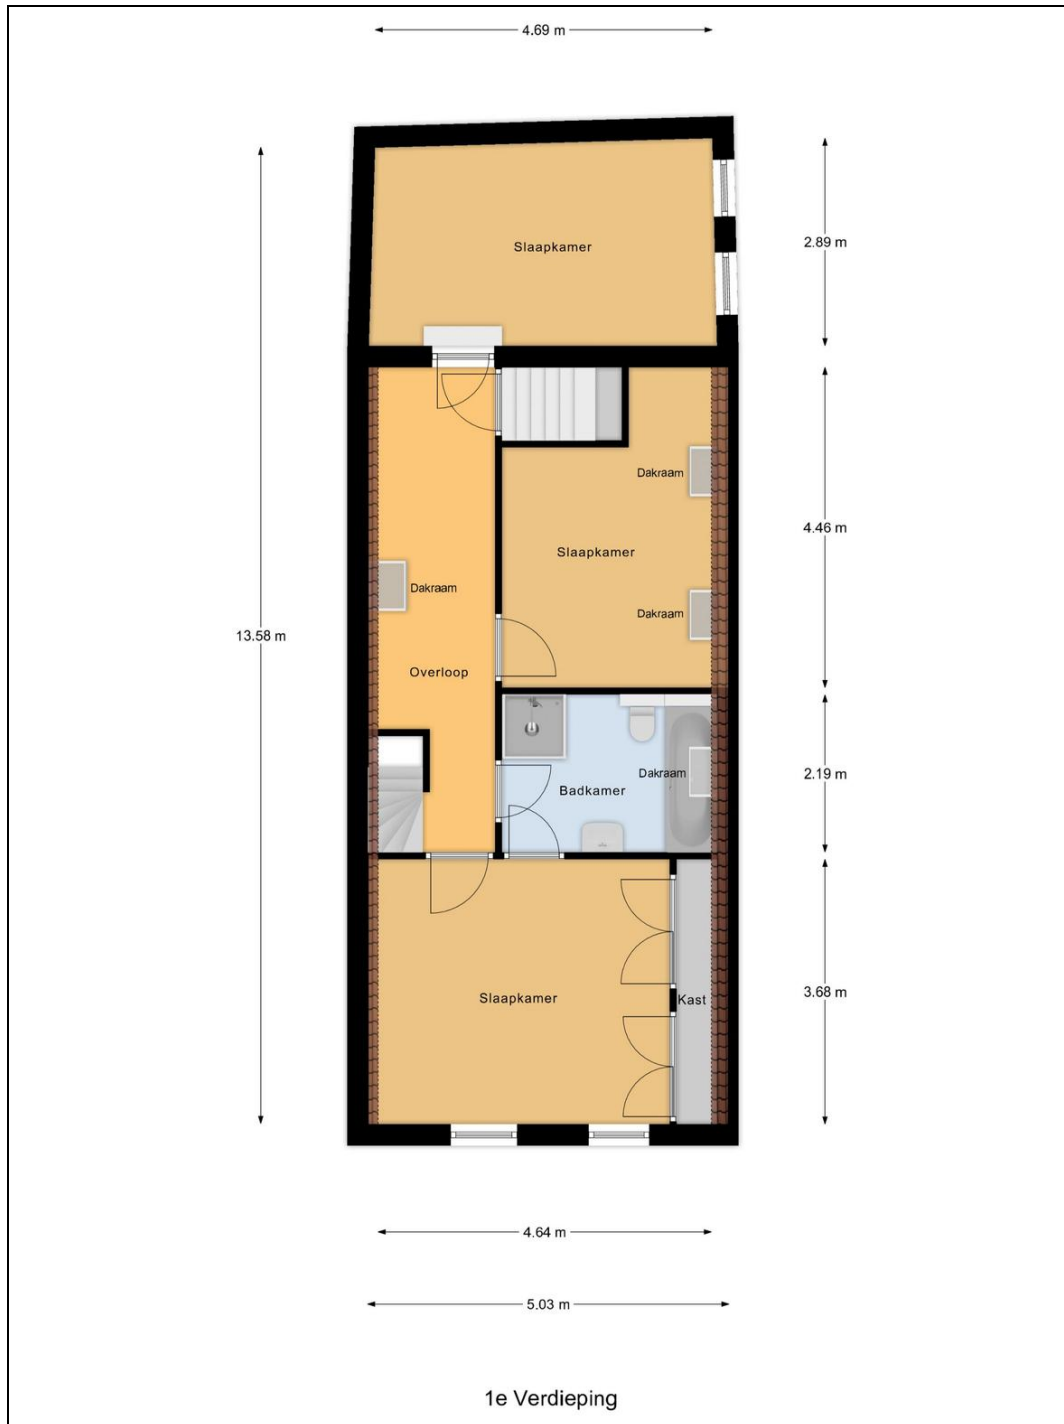 4.69 m
Slaapkamer
2.89 m
Dakraam
4.46 m
Slaapkamer
Dakraam
Dakraam
13.58 m
Overloop
Dakraam
2.19 m
Badkamer
Slaapkamer
Kast
3.68 m
4.64 m
5.03 m
1e Verdieping